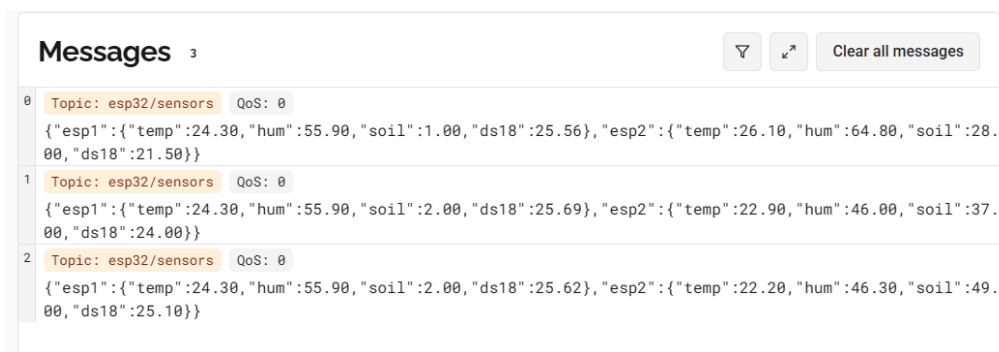 Messages 3
Clear all messages
0 Topic: esp32/sensors QoS: 0
{"esp1":{"temp":24.30,"hum":55.90,"soil":1.00,"ds18":25.56},"esp2":{"temp":26.10,"hum":64.80,"soil":28.
00,"ds18":21.50}}
1 Topic: esp32/sensors QoS: 0
{"esp1":{"temp":24.30,"hum":55.90,"soil":2.00,"ds18":25.69},"esp2":{"temp":22.90,"hum":46.00,"soil":37.
00,"ds18":24.00}}
2 Topic: esp32/sensors QoS: 0
{"esp1":{"temp":24.30,"hum":55.90,"soil":2.00,"ds18":25.62},"esp2":{"temp":22.20,"hum":46.30,"soil":49.
00,"ds18":25.10}}